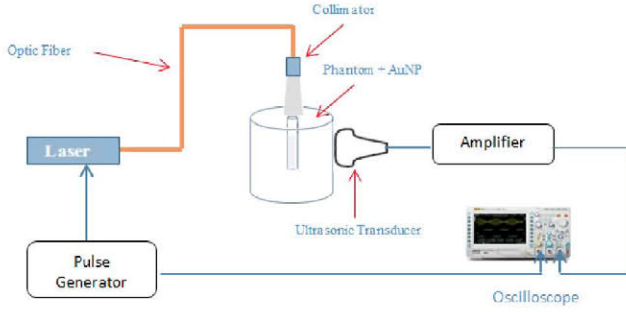 Collimator
Optic Fiber
Phantom + AuNP
Laser
Amplifier
Ultrasonic Transducer
Pulse
Generator
Oscilloscope